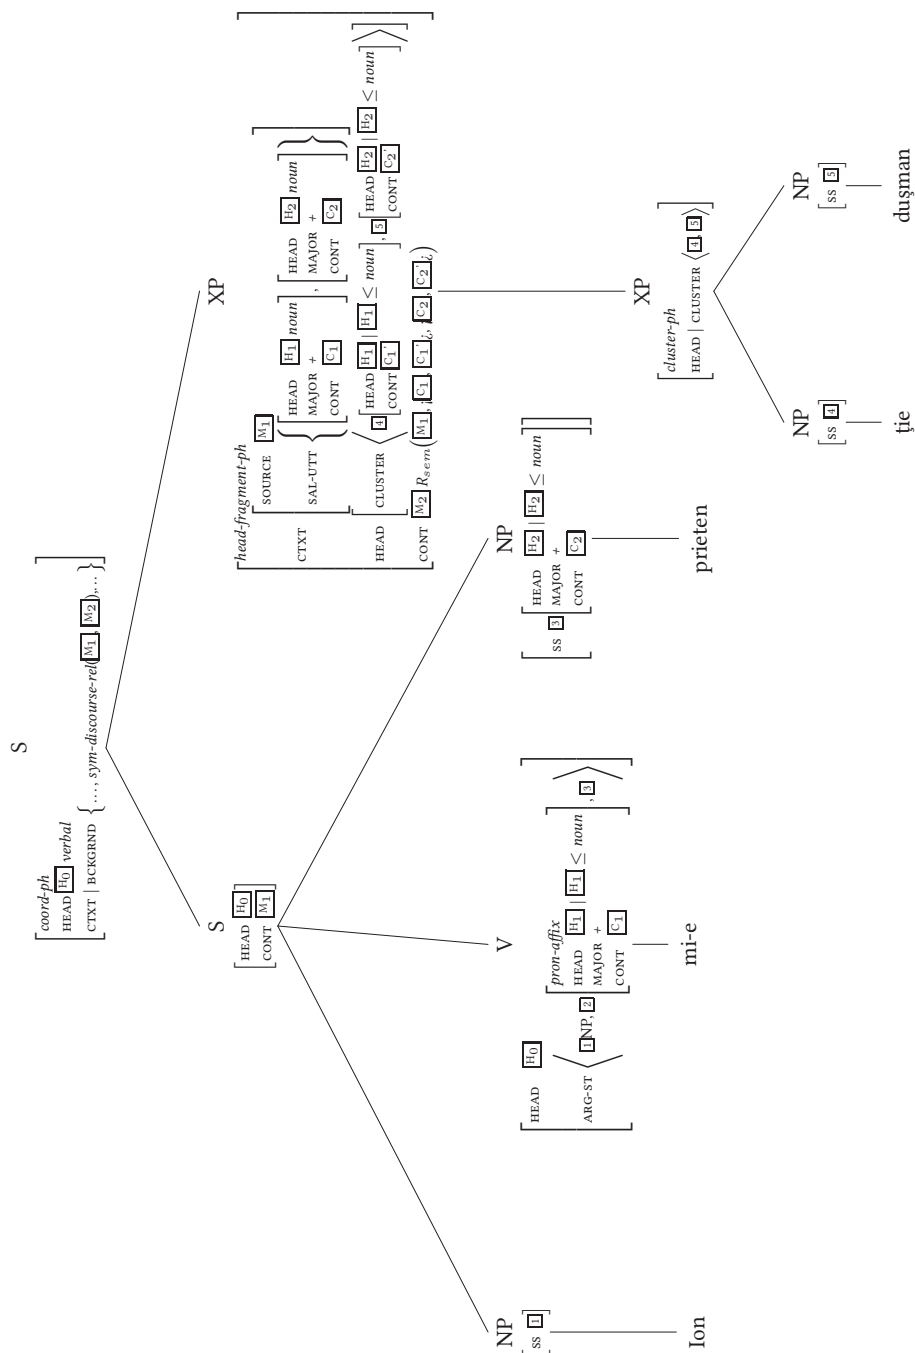 S
coord-ph
HEAD H0 verbal
CTXT | BCKGRND {…, sym-discourse-rel(M1, M2),…}
S
HEAD H0
CONT M1
XP
head-fragment-ph
CTXT
SOURCE M1
SAL-UTT
HEAD H1 noun
MAJOR +
CONT C1
,
HEAD H2 noun
MAJOR +
CONT C2
HEAD CLUSTER
4
HEAD H1 | H1 ≤ noun
CONT C1'
, 5
HEAD H2 | H2 ≤ noun
CONT C2'
CONT M2 Rsem(M1, ¿ C1, C1' ¿, C2, C2' ¿)
NP
ss 1
Ion
V
HEAD H0
ARG-ST
1 NP, 2
pron-affix
HEAD H1 | H1 ≤ noun
MAJOR +
CONT C1
, 3
mi-e
NP
ss 3
HEAD H2 | H2 ≤ noun
MAJOR +
CONT C2
prieten
XP
cluster-ph
HEAD | CLUSTER 〈4, 5〉
NP
ss 4
ție
NP
ss 5
dușman